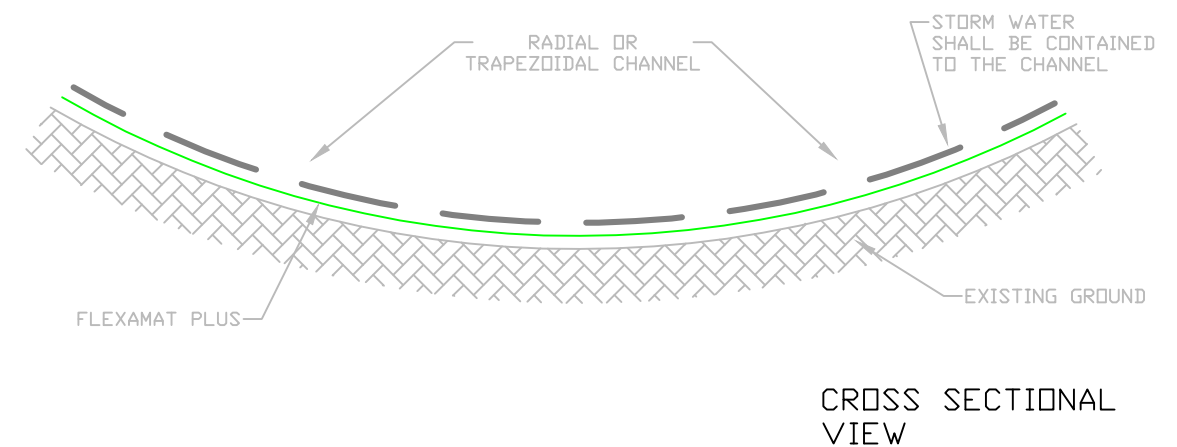 RADIAL OR
TRAPEZOIDAL CHANNEL
STORM WATER
SHALL BE CONTAINED
TO THE CHANNEL
FLEXAMAT PLUS
EXISTING GROUND
CROSS SECTIONAL
VIEW